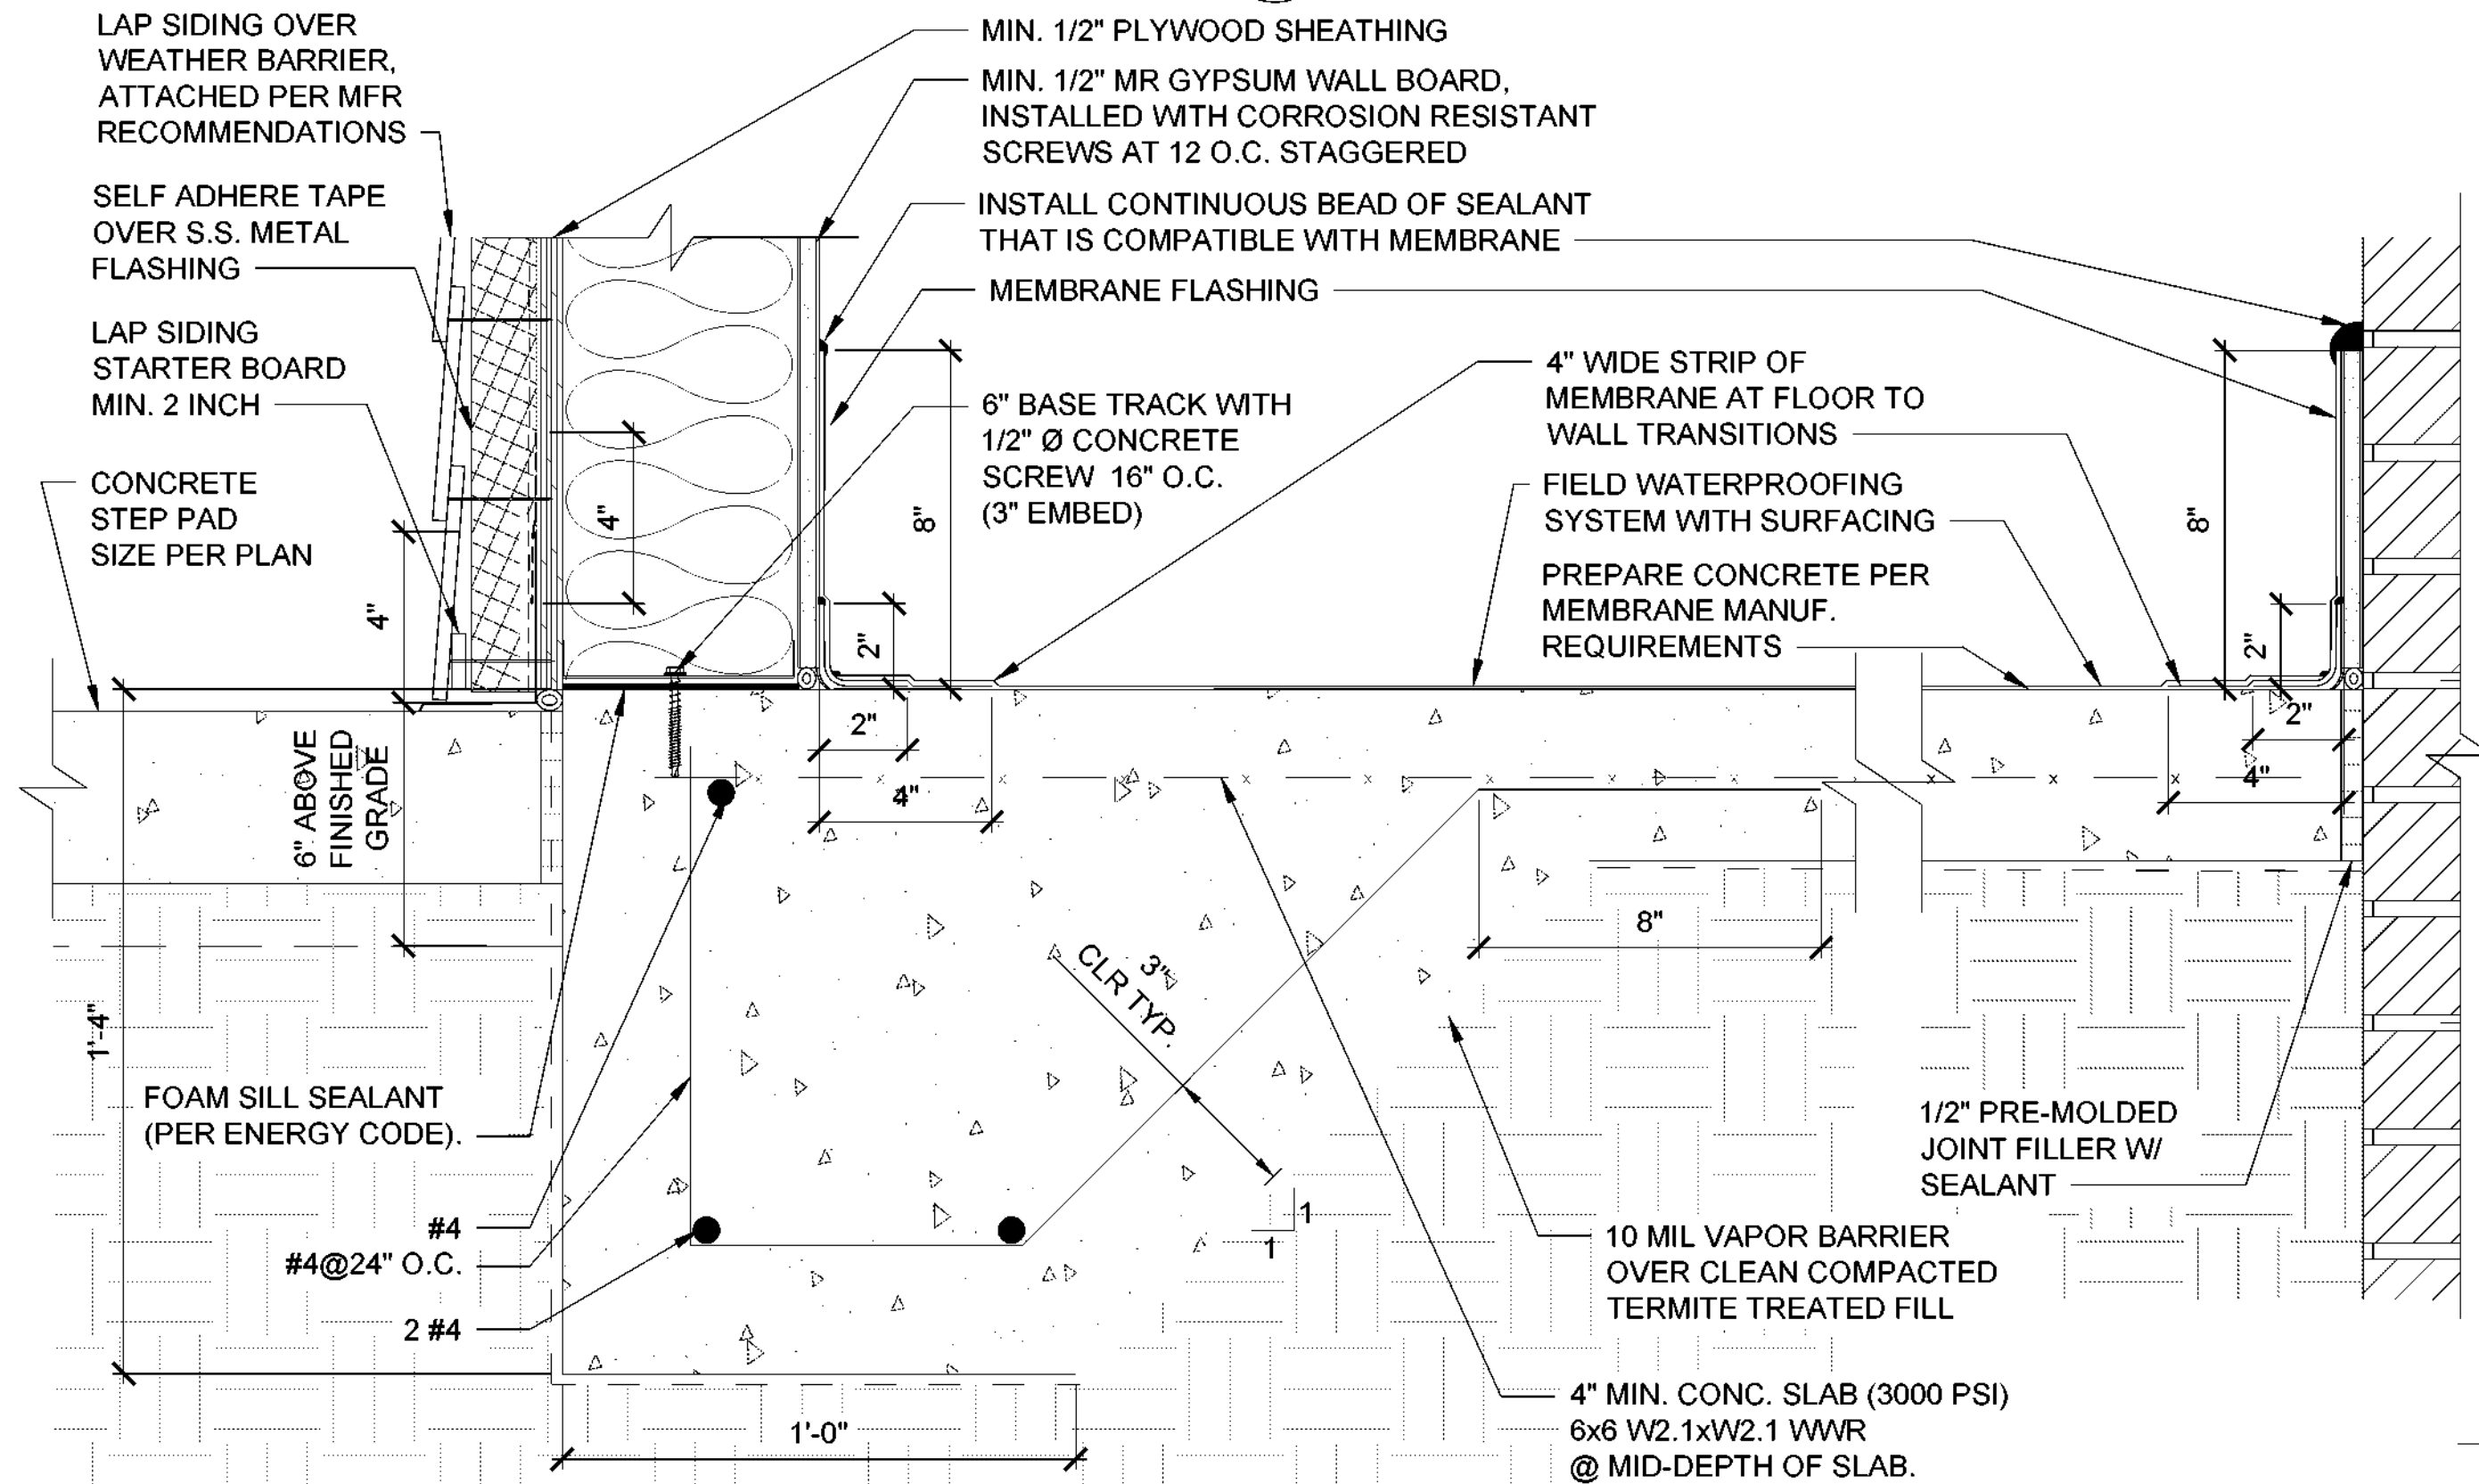 LAP SIDING OVER
WEATHER BARRIER,
ATTACHED PER MFR
RECOMMENDATIONS
SELF ADHERE TAPE
OVER S.S. METAL
FLASHING
LAP SIDING
STARTER BOARD
MIN. 2 INCH
CONCRETE
STEP PAD
SIZE PER PLAN
MIN. 1/2" PLYWOOD SHEATHING
MIN. 1/2" MR GYPSUM WALL BOARD,
INSTALLED WITH CORROSION RESISTANT
SCREWS AT 12 O.C. STAGGERED
INSTALL CONTINUOUS BEAD OF SEALANT
THAT IS COMPATIBLE WITH MEMBRANE
MEMBRANE FLASHING
6" BASE TRACK WITH
1/2" Ø CONCRETE
SCREW 16" O.C.
(3" EMBED)
4" WIDE STRIP OF
MEMBRANE AT FLOOR TO
WALL TRANSITIONS
FIELD WATERPROOFING
SYSTEM WITH SURFACING
PREPARE CONCRETE PER
MEMBRANE MANUF.
REQUIREMENTS
4"
4"
8"
2"
8"
2"
2"
4"
2"
4"
6" ABOVE
FINISHED
GRADE
8"
3"
CLR TYP.
1'-4"
FOAM SILL SEALANT
(PER ENERGY CODE).
#4
#4@24" O.C.
2 #4
1
1
1/2" PRE-MOLDED
JOINT FILLER W/
SEALANT
10 MIL VAPOR BARRIER
OVER CLEAN COMPACTED
TERMITE TREATED FILL
1'-0"
4" MIN. CONC. SLAB (3000 PSI)
6x6 W2.1xW2.1 WWR
@ MID-DEPTH OF SLAB.